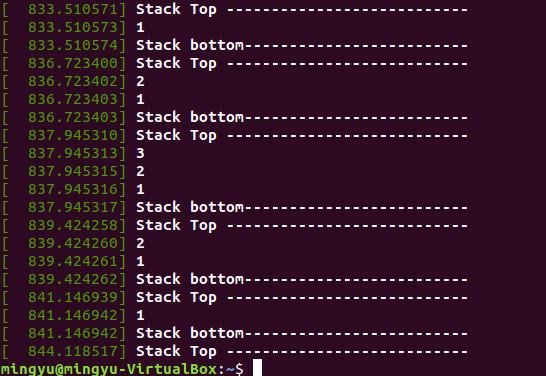 [  833.510571] Stack Top ---------------------------
[  833.510573] 1
[  833.510574] Stack bottom-------------------------
[  836.723400] Stack Top ---------------------------
[  836.723402] 2
[  836.723403] 1
[  836.723403] Stack bottom-------------------------
[  837.945310] Stack Top ---------------------------
[  837.945313] 3
[  837.945315] 2
[  837.945316] 1
[  837.945317] Stack bottom-------------------------
[  839.424258] Stack Top ---------------------------
[  839.424260] 2
[  839.424261] 1
[  839.424262] Stack bottom-------------------------
[  841.146939] Stack Top ---------------------------
[  841.146942] 1
[  841.146942] Stack bottom-------------------------
[  844.118517] Stack Top ---------------------------
mingyu@mingyu-VirtualBox:~$